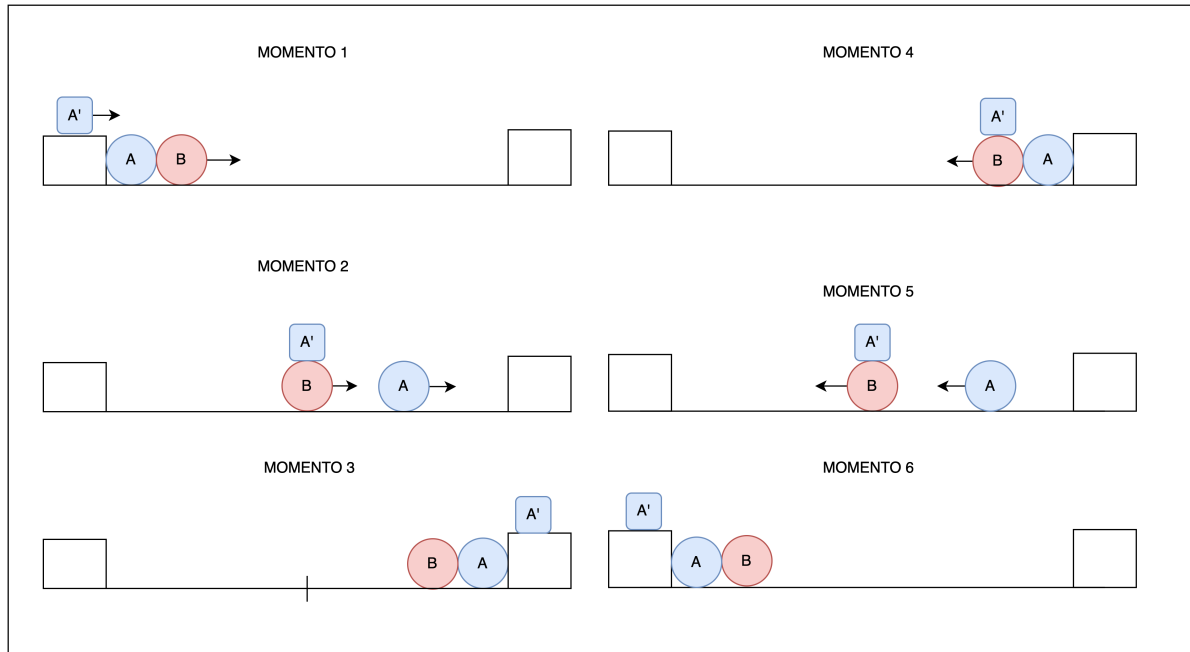 MOMENTO 1
A'
A B
MOMENTO 2
A'
B A
MOMENTO 3
A'
B A
MOMENTO 4
A'
B A
MOMENTO 5
A'
B A
MOMENTO 6
A'
A B